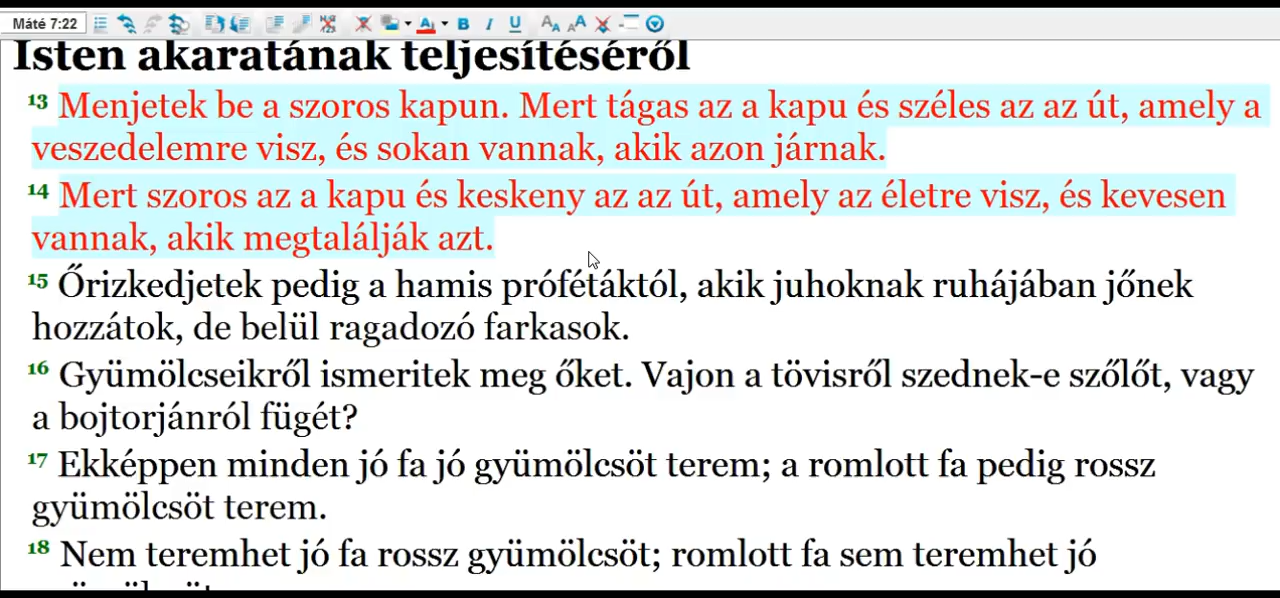 Máté 7:22
Isten akaratának teljesítéséről
13 Menjetek be a szoros kapun. Mert tágas az a kapu és széles az az út, amely a
veszedelemre visz, és sokan vannak, akik azon járnak.
14 Mert szoros az a kapu és keskeny az az út, amely az életre visz, és kevesen
vannak, akik megtalálják azt.
15 Őrizkedjetek pedig a hamis prófétáktól, akik juhoknak ruhájában jőnek
hozzátok, de belül ragadozó farkasok.
16 Gyümölcseikről ismeritek meg őket. Vajon a tövisről szednek-e szőlőt, vagy
a bojtorjánról fügét?
17 Ekképpen minden jó fa jó gyümölcsöt terem; a romlott fa pedig rossz
gyümölcsöt terem.
18 Nem teremhet jó fa rossz gyümölcsöt; romlott fa sem teremhet jó